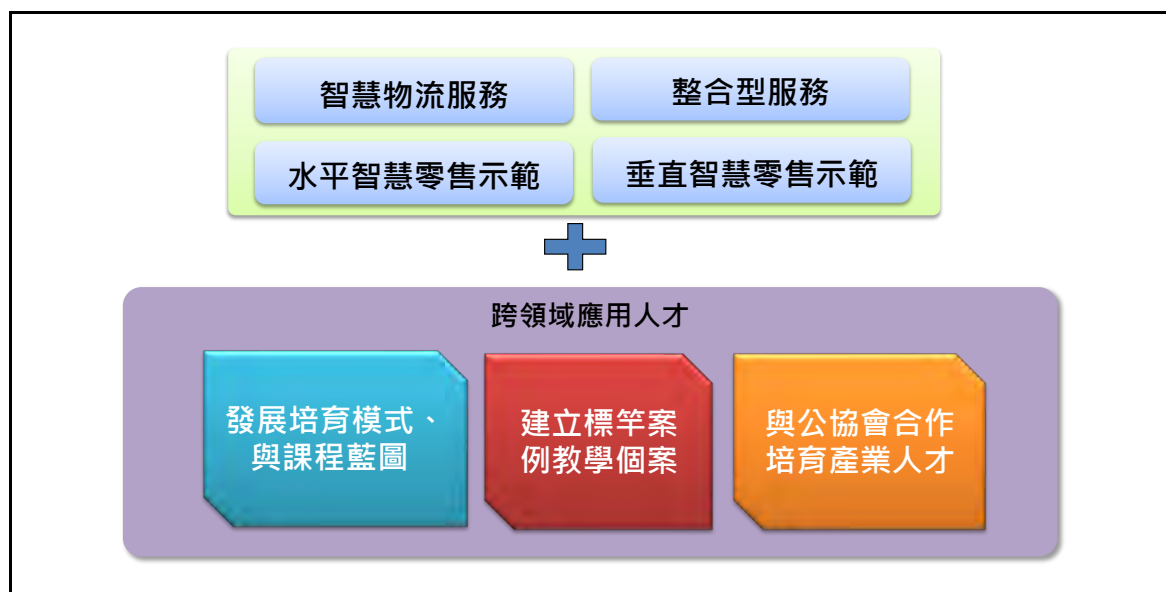 智慧物流服務
整合型服務
水平智慧零售示範
垂直智慧零售示範
跨領域應用人才
發展培育模式、
與課程藍圖
建立標竿案
例教學個案
與公協會合作
培育產業人才